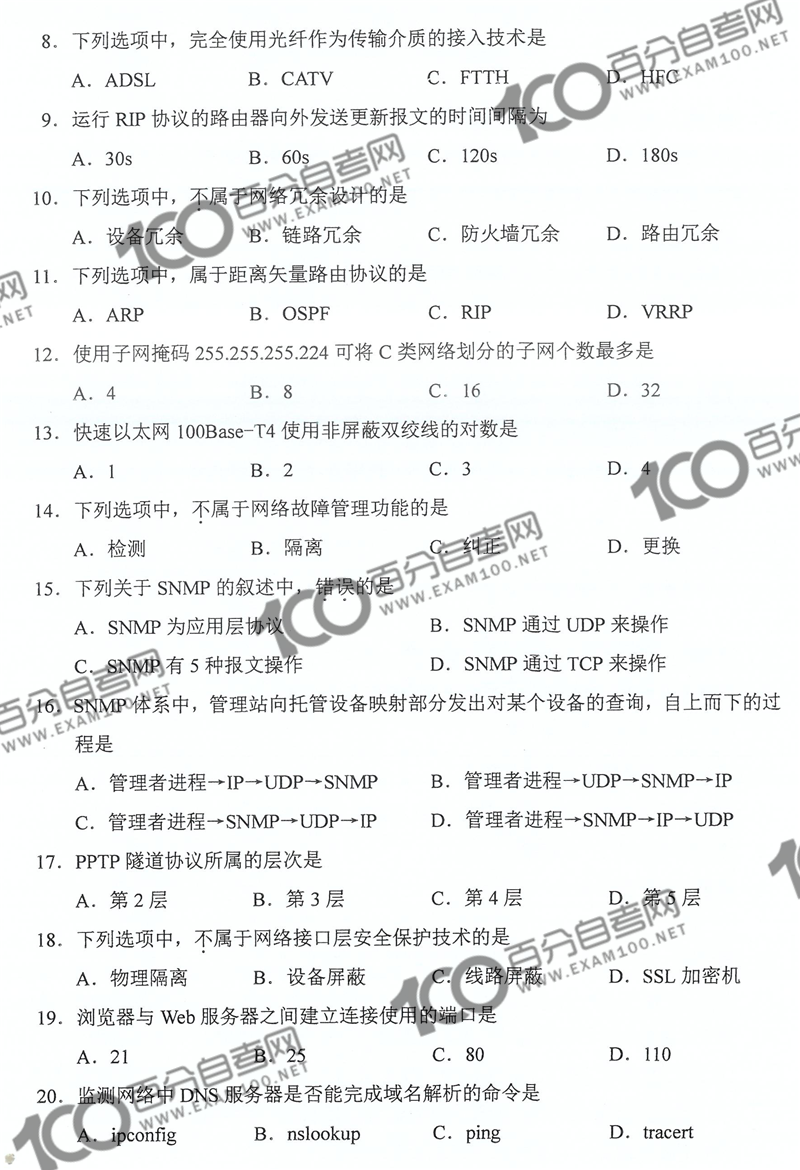 8．下列选项中，完全使用光纤作为传输介质的接入技术是
A．ADSL B．CATV C．FTTH D．HFC
9．运行 RIP 协议的路由器向外发送更新报文的时间间隔为
A．30s B．60s C．120s D．180s
10．下列选项中，不属于网络冗余设计的是
A．设备冗余 B．链路冗余 C．防火墙冗余 D．路由冗余
11．下列选项中，属于距离矢量路由协议的是
A．ARP B．OSPF C．RIP D．VRRP
12．使用子网掩码 255.255.255.224 可将 C 类网络划分的子网个数最多是
A．4 B．8 C．16 D．32
13．快速以太网 100Base-T4 使用非屏蔽双绞线的对数是
A．1 B．2 C．3 D．4
14．下列选项中，不属于网络故障管理功能的是
A．检测 B．隔离 C．纠正 D．更换
15．下列关于 SNMP 的叙述中，错误的是
A．SNMP 为应用层协议 B．SNMP 通过 UDP 来操作
C．SNMP 有 5 种报文操作 D．SNMP 通过 TCP 来操作
16．SNMP 体系中，管理站向托管设备映射部分发出对某个设备的查询，自上而下的过
程是
A．管理者进程→IP→UDP→SNMP B．管理者进程→UDP→SNMP→IP
C．管理者进程→SNMP→UDP→IP D．管理者进程→SNMP→IP→UDP
17．PPTP 隧道协议所属的层次是
A．第 2 层 B．第 3 层 C．第 4 层 D．第 5 层
18．下列选项中，不属于网络接口层安全保护技术的是
A．物理隔离 B．设备屏蔽 C．线路屏蔽 D．SSL 加密机
19．浏览器与 Web 服务器之间建立连接使用的端口是
A．21 B．25 C．80 D．110
20．监测网络中 DNS 服务器是否能完成域名解析的命令是
A．ipconfig B．nslookup C．ping D．tracert
100百分自考网
WWW.EXAM100.NET